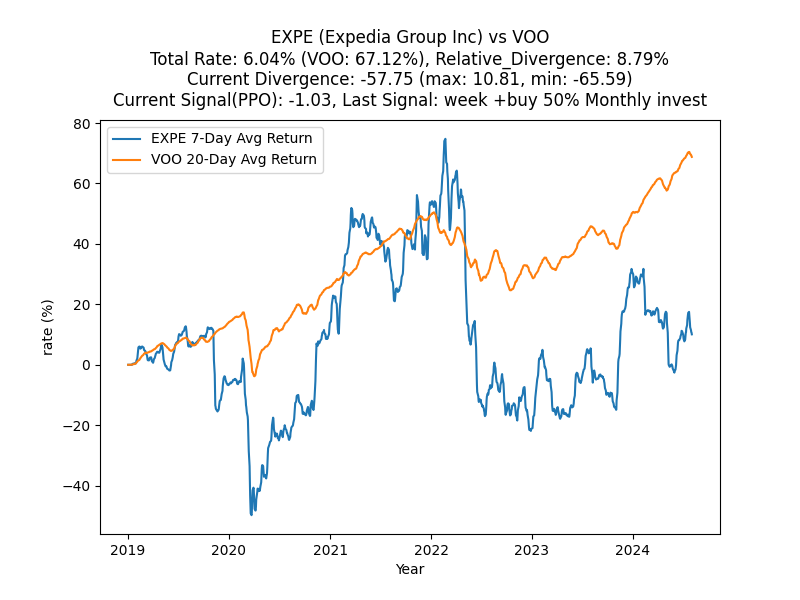 EXPE (Expedia Group Inc) vs VOO
Total Rate: 6.04% (VOO: 67.12%), Relative_Divergence: 8.79%
Current Divergence: -57.75 (max: 10.81, min: -65.59)
Current Signal(PPO): -1.03, Last Signal: week +buy 50% Monthly invest
EXPE 7-Day Avg Return
VOO 20-Day Avg Return
80
60
40
20
0
−20
−40
rate (%)
2019 2020 2021 2022 2023 2024
Year